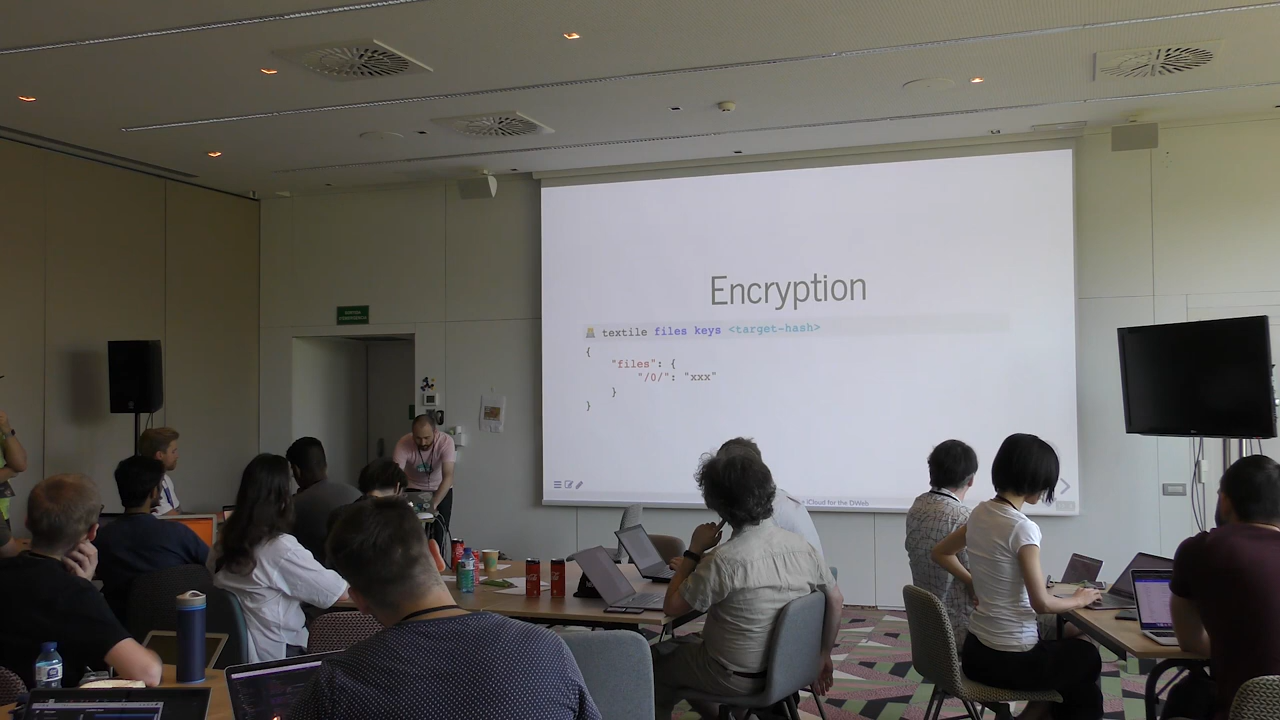 Encryption
textile files keys <target-hash>
{
"files": {
"/0/": "xxx"
}
}
iCloud for the DWeb